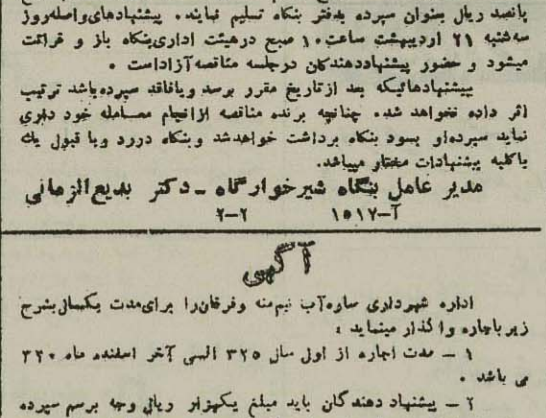 پانصد ریال بعنوان سپرده بدفتر بنگاه تسلیم نمایند. پیشنهادهای واصله روز
سه‌شنبه ۲۱ اردیبهشت ساعت ۱۰ صبح درهیئت اداری بنگاه باز و قرائت
میشود و حضور پیشنهاددهندگان درجلسه مناقصه آزاداست .
پیشنهادهائیکه بعد ازتاریخ مقرر برسد ویافاقد سپرده باشد ترتیب
اثر داده نخواهد شد. چنانچه برنده مناقصه ازانجام معامله خود داری
نماید سپرده‌او بسود بنگاه برداشت خواهدشد وبنگاه دررد ویا قبول یك
یاکلیه پیشنهادات مختار میباشد.
مدیر عامل بنگاه شیرخوارگاه ـ دکتر بدیع‌الزمانی
آ-۱۵۱۷ ۲-۲
آگهی
اداره شهرداری ساوه آب نیم‌منه وفرقان را برای مدت یکسال بشرح
زیر باجاره واگذار مینماید :
۱ – مدت اجاره از اول سال ۳۲۵ الی آخر اسفند ماه ۳۲۰
می باشد .
۲ – پیشنهاد دهندگان باید مبلغ یکهزار ریال وجه برسم سپرده